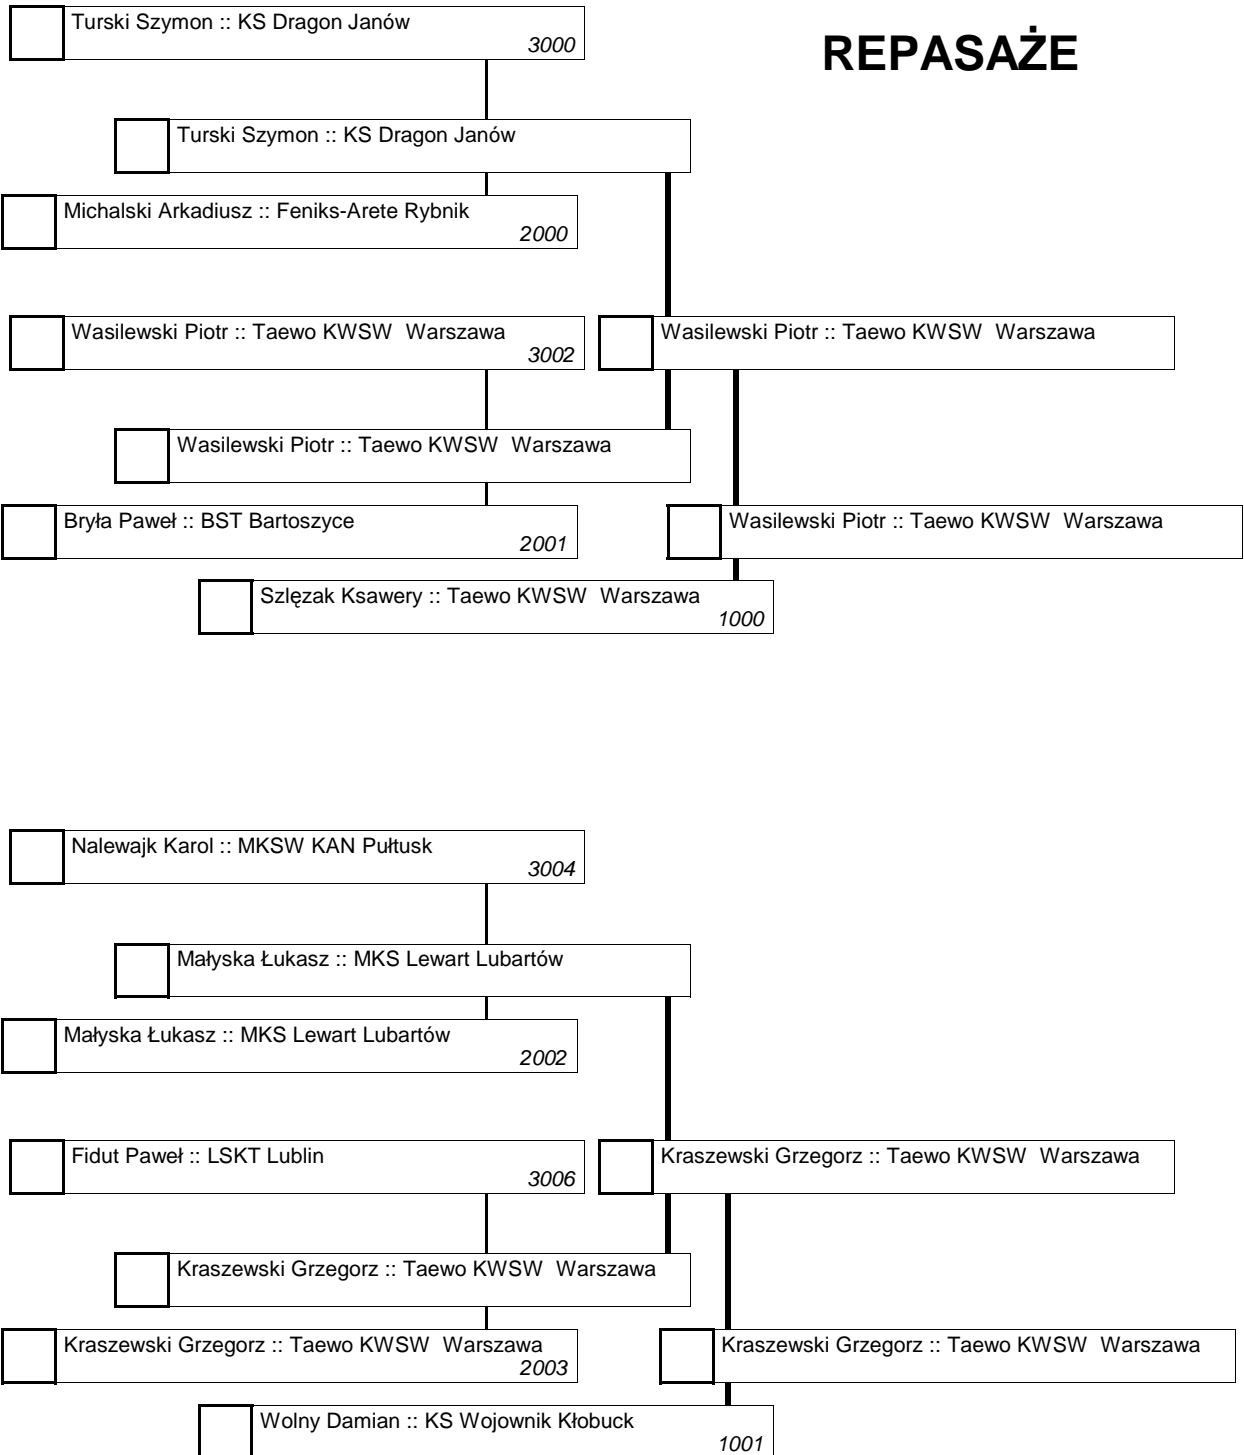 Turski Szymon :: KS Dragon Janów
3000
REPASAŻE
Turski Szymon :: KS Dragon Janów
Michalski Arkadiusz :: Feniks-Arete Rybnik
2000
Wasilewski Piotr :: Taewo KWSW Warszawa
3002
Wasilewski Piotr :: Taewo KWSW Warszawa
Wasilewski Piotr :: Taewo KWSW Warszawa
Bryła Paweł :: BST Bartoszyce
2001
Wasilewski Piotr :: Taewo KWSW Warszawa
Szlęzak Ksawery :: Taewo KWSW Warszawa
1000
Nalewajk Karol :: MKSW KAN Pułtusk
3004
Małyska Łukasz :: MKS Lewart Lubartów
Małyska Łukasz :: MKS Lewart Lubartów
2002
Fidut Paweł :: LSKT Lublin
3006
Kraszewski Grzegorz :: Taewo KWSW Warszawa
Kraszewski Grzegorz :: Taewo KWSW Warszawa
Kraszewski Grzegorz :: Taewo KWSW Warszawa
2003
Kraszewski Grzegorz :: Taewo KWSW Warszawa
Wolny Damian :: KS Wojownik Kłobuck
1001